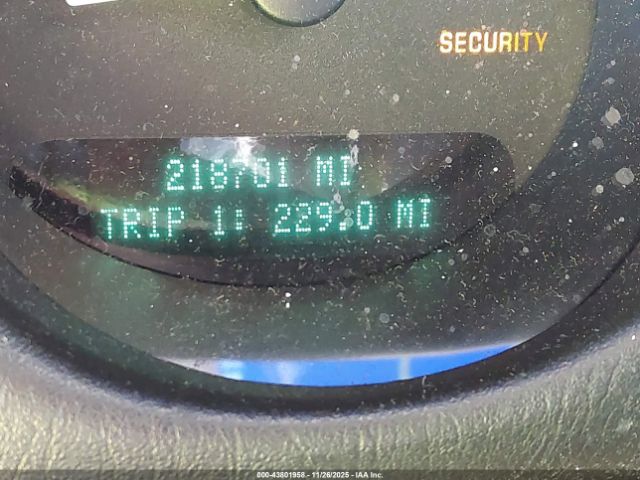 SECURITY
218701 MI
TRIP 1: 229.0 MI
000-43801958 - 11/26/2025 - © IAA Inc.